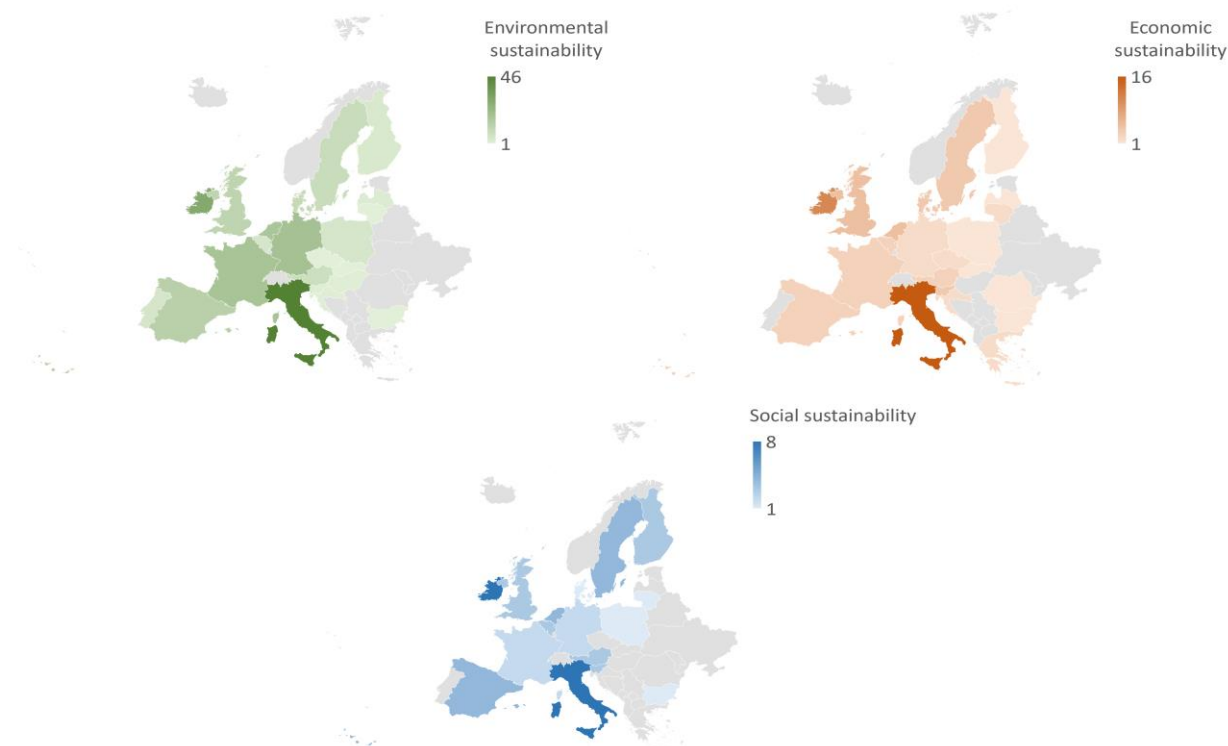 Environmental
sustainability
46
1
Economic
sustainability
16
1
Social sustainability
8
1